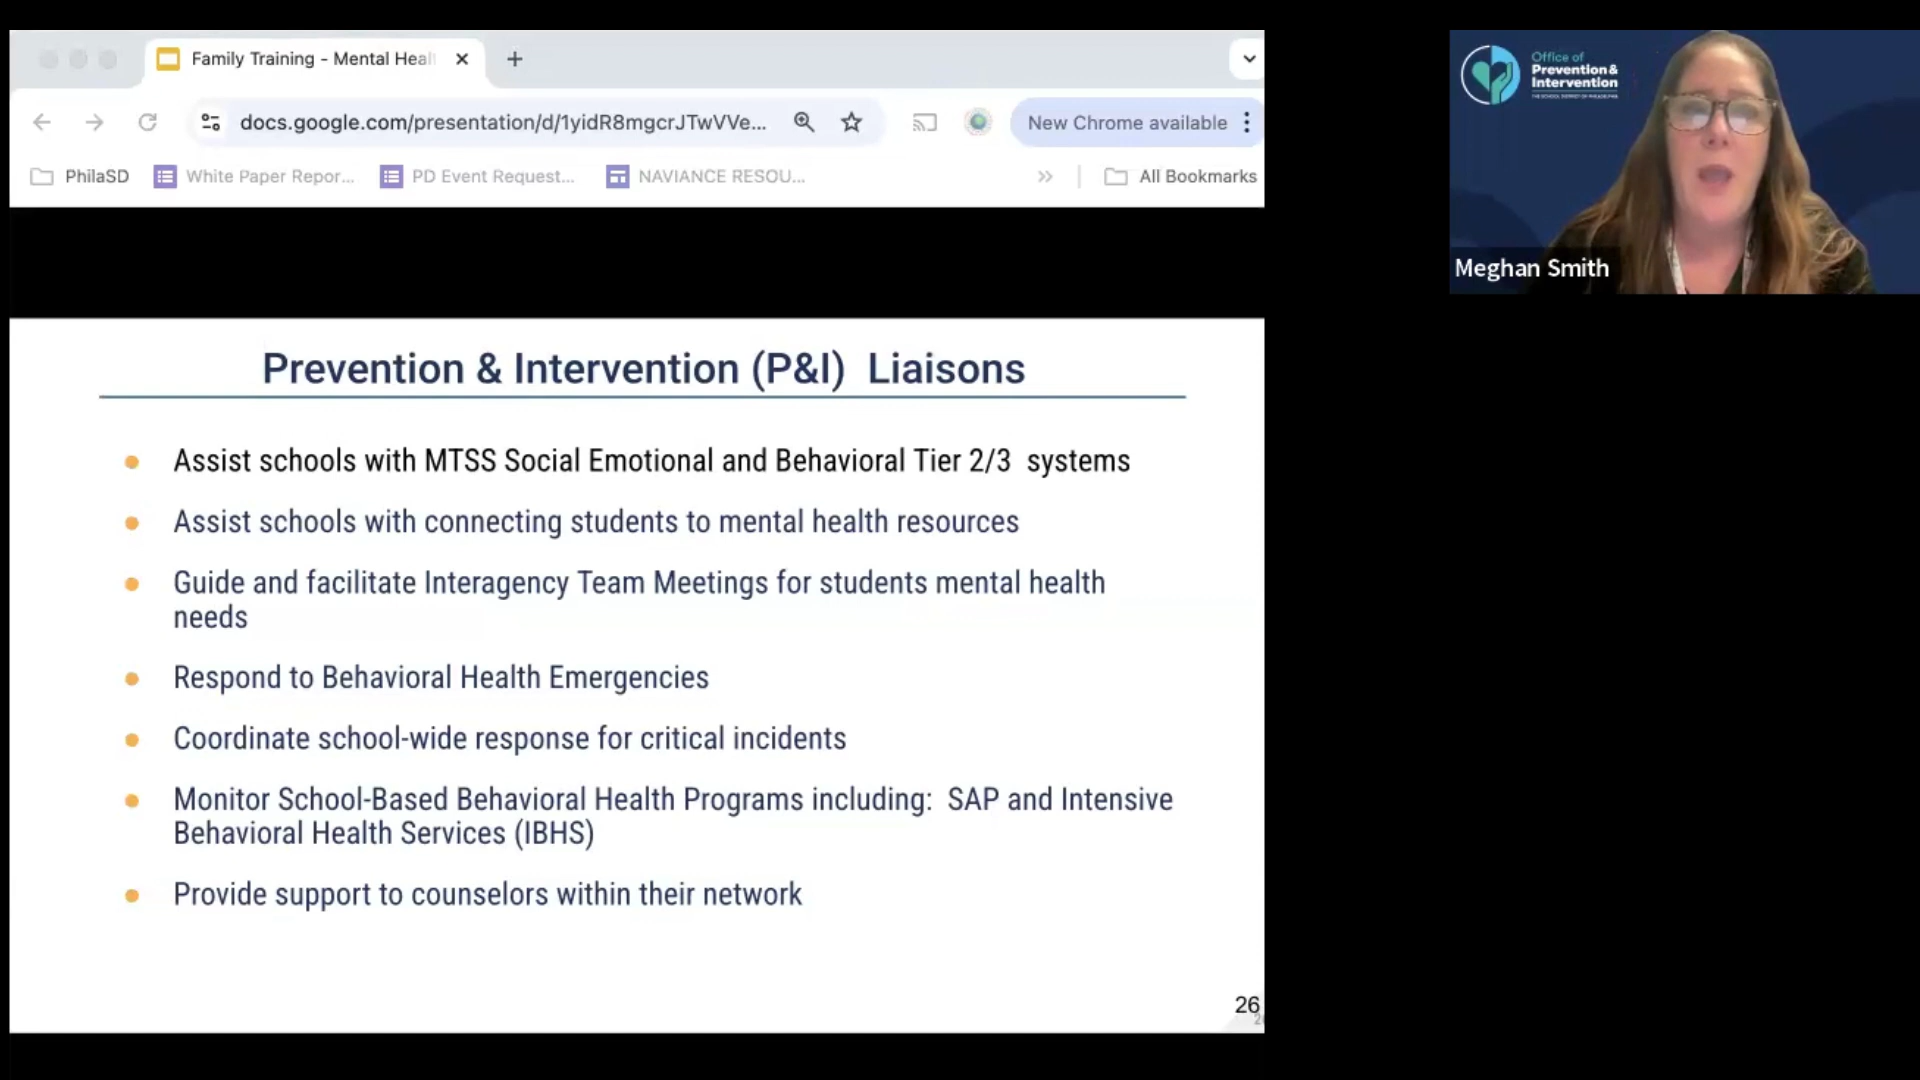 Family Training - Mental Heal
docs.google.com/presentation/d/1yidR8mgcrJTwVVe...
New Chrome available
PhilaSD
White Paper Repor...
PD Event Request...
NAVIANCE RESOU...
All Bookmarks
Prevention & Intervention (P&I) Liaisons
Assist schools with MTSS Social Emotional and Behavioral Tier 2/3 systems
Assist schools with connecting students to mental health resources
Guide and facilitate Interagency Team Meetings for students mental health
needs
Respond to Behavioral Health Emergencies
Coordinate school-wide response for critical incidents
Monitor School-Based Behavioral Health Programs including: SAP and Intensive
Behavioral Health Services (IBHS)
Provide support to counselors within their network
26
Office of
Prevention &
Intervention
THE SCHOOL DISTRICT OF PHILADELPHIA
Meghan Smith